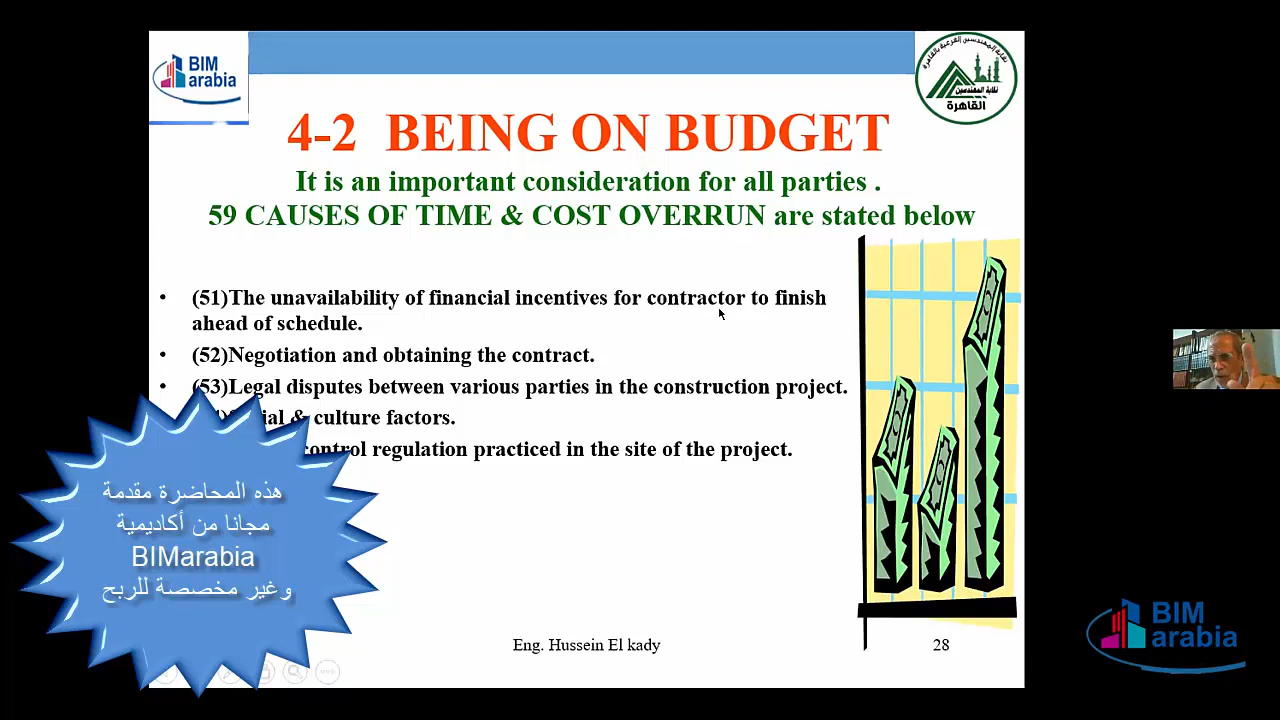 BIM
arabia
نقابة المهندسين الفرعية بالقاهرة
نقابة المهندسين
القاهرة
4-2 BEING ON BUDGET
It is an important consideration for all parties .
59 CAUSES OF TIME & COST OVERRUN are stated below
• (51)The unavailability of financial incentives for contractor to finish
ahead of schedule.
• (52)Negotiation and obtaining the contract.
• (53)Legal disputes between various parties in the construction project.
& culture factors.
control regulation practiced in the site of the project.
هذه المحاضرة مقدمة
مجانا من أكاديمية
BIMarabia
وغير مخصصة للربح
Eng. Hussein El kady
28
BIM
arabia